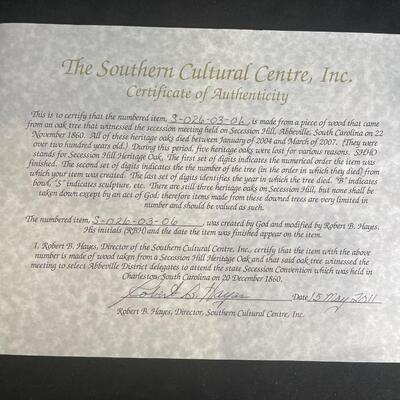 The Southern Cultural Centre, Inc.
Certificate of Authenticity
This is to certify that the numbered item, S-026-03-06, is made from a piece of wood that came
from an oak tree that witnessed the secession meeting held on Secession Hill, Abbeville, South Carolina on 22
November 1860. All of these heritage oaks died between January of 2004 and March of 2007. (They were
over two hundred years old.) During this period, five heritage oaks were lost for various reasons. SHHO
stands for Secession Hill Heritage Oak. The first set of digits indicates the numerical order the item was
finished. The second set of digits indicates the number of the tree (in the order in which they died) from
which your item was created. The last set of digits identifies the year in which the tree died. "B" indicates
bowl, "S" indicates sculpture, etc. There are still three heritage oaks on Secession Hill, but none shall be
taken down except by an act of God; therefore items made from these downed trees are very limited in
number and should be valued as such.
The numbered item, S-026-03-06 was created by God and modified by Robert B. Hayes.
His initials (RBH) and the date the item was finished appear on the item.
I, Robert B. Hayes, Director of the Southern Cultural Centre, Inc., certify that the item with the above
number is made of wood taken from a Secession Hill Heritage Oak and that said oak tree witnessed the
meeting to select Abbeville District delegates to attend the state Secession Convention which was held in
Charleston, South Carolina on 20 December 1860.
Robert B. Hayes Date 15 May 2011
Robert B. Hayes, Director, Southern Cultural Centre, Inc.